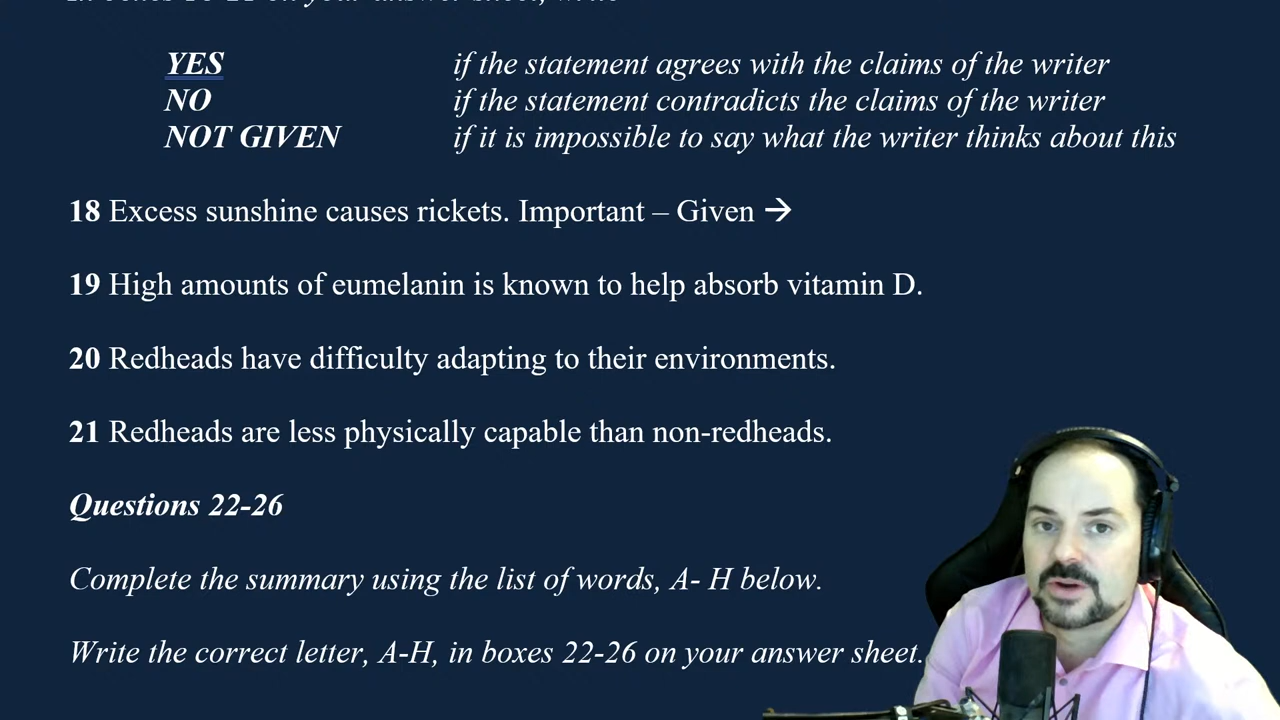 YES if the statement agrees with the claims of the writer
NO if the statement contradicts the claims of the writer
NOT GIVEN if it is impossible to say what the writer thinks about this
18 Excess sunshine causes rickets. Important – Given →
19 High amounts of eumelanin is known to help absorb vitamin D.
20 Redheads have difficulty adapting to their environments.
21 Redheads are less physically capable than non-redheads.
Questions 22-26
Complete the summary using the list of words, A- H below.
Write the correct letter, A-H, in boxes 22-26 on your answer sheet.